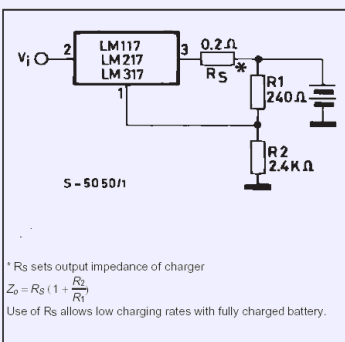 LM117
LM217
LM317
Vi
2
3
1
0.2Ω
RS
*
R1
240Ω
R2
2.4KΩ
S-5050/1
* RS sets output impedance of charger
Zo = RS (1 + R2/R1)
Use of RS allows low charging rates with fully charged battery.